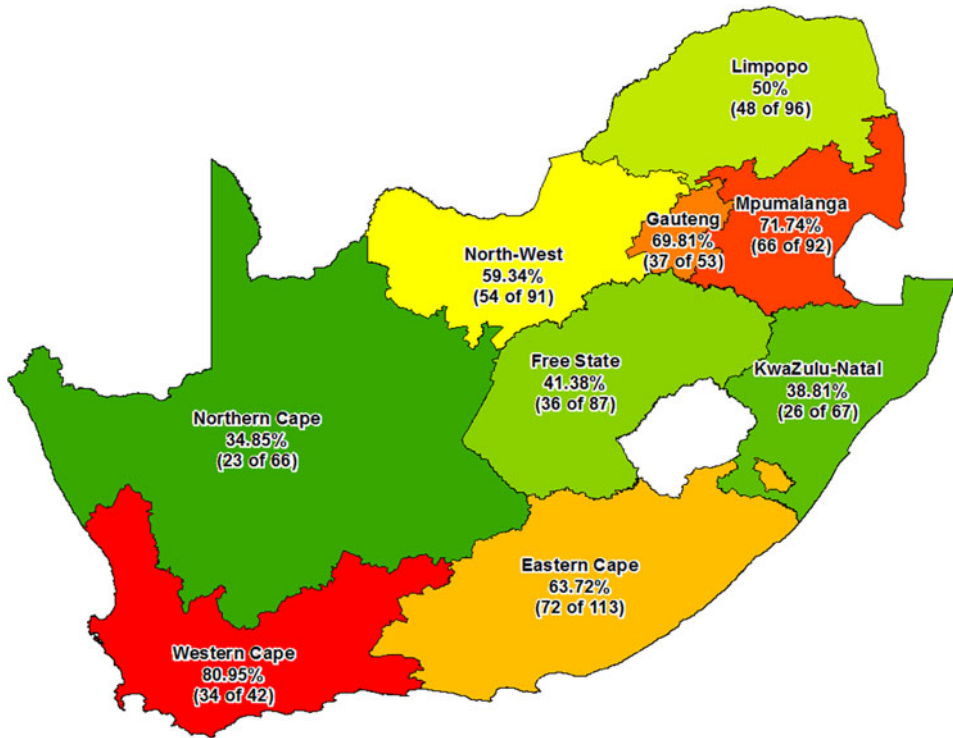 Limpopo
50%
(48 of 96)
Mpumalanga
71.74%
(66 of 92)
Gauteng
69.81%
(37 of 53)
North-West
59.34%
(54 of 91)
Free State
41.38%
(36 of 87)
KwaZulu-Natal
38.81%
(26 of 67)
Northern Cape
34.85%
(23 of 66)
Eastern Cape
63.72%
(72 of 113)
Western Cape
80.95%
(34 of 42)